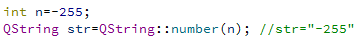 int n=-255;
QString str=QString::number(n); //str="-255"